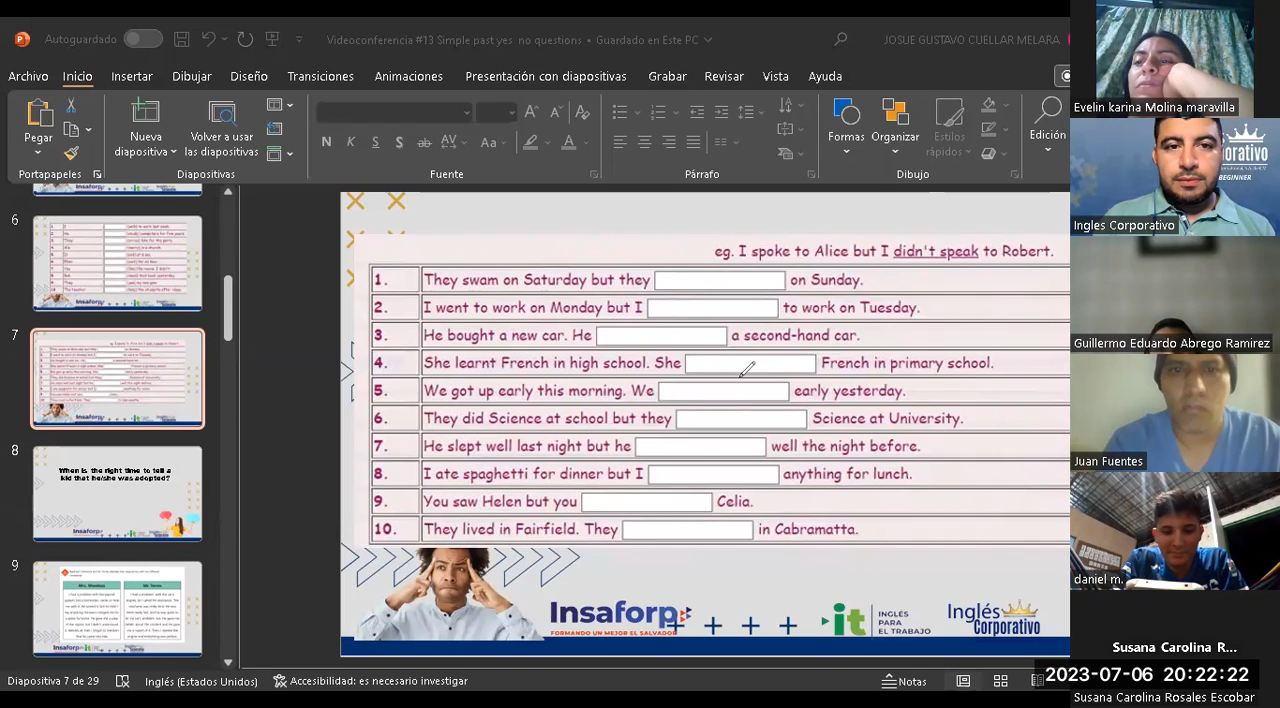 Autoguardado
Videoconferencia #13 Simple past yes no questions • Guardado en Este PC
JOSUE GUSTAVO CUELLAR MELARA
Archivo Inicio Insertar Dibujar Diseño Transiciones Animaciones Presentación con diapositivas Grabar Revisar Vista Ayuda
Pegar
Nueva diapositiva
Volver a usar las diapositivas
Formas
Organizar
Estilos rápidos
Edición
Portapapeles
Diapositivas
Fuente
Párrafo
Dibujo
6
7
8
When is the right time to tell a
kid that he/she was adopted?
9
eg. I spoke to Anne but I didn't speak to Robert.
1. They swam on Saturday but they on Sunday.
2. I went to work on Monday but I to work on Tuesday.
3. He bought a new car. He a second-hand car.
4. She learnt French in high school. She French in primary school.
5. We got up early this morning. We early yesterday.
6. They did Science at school but they Science at University.
7. He slept well last night but he well the night before.
8. I ate spaghetti for dinner but I anything for lunch.
9. You saw Helen but you Celia.
10. They lived in Fairfield. They in Cabramatta.
Insaforp
FORMANDO UN MEJOR EL SALVADOR
INGLÉS
PARA
EL TRABAJO
Inglés
Corporativo
Diapositiva 7 de 29
Inglés (Estados Unidos)
Accesibilidad: es necesario investigar
Notas
Evelin karina Molina maravilla
orporativo
BEGINNER
Ingles Corporativo
Guillermo Eduardo Abrego Ramirez
Juan Fuentes
daniel m.
Susana Carolina R...
2023-07-06 20:22:22
Susana Carolina Rosales Escobar